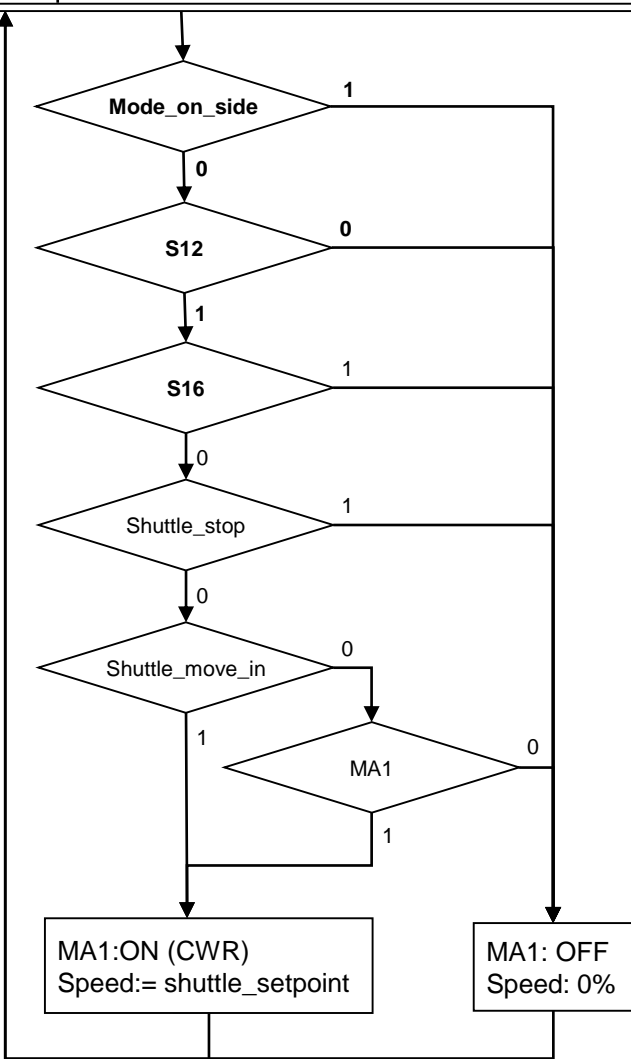 Mode_on_side
1
0
S12
0
1
S16
1
0
Shuttle_stop
1
0
Shuttle_move_in
0
1
MA1
0
1
MA1:ON (CWR)
Speed:= shuttle_setpoint
MA1: OFF
Speed: 0%